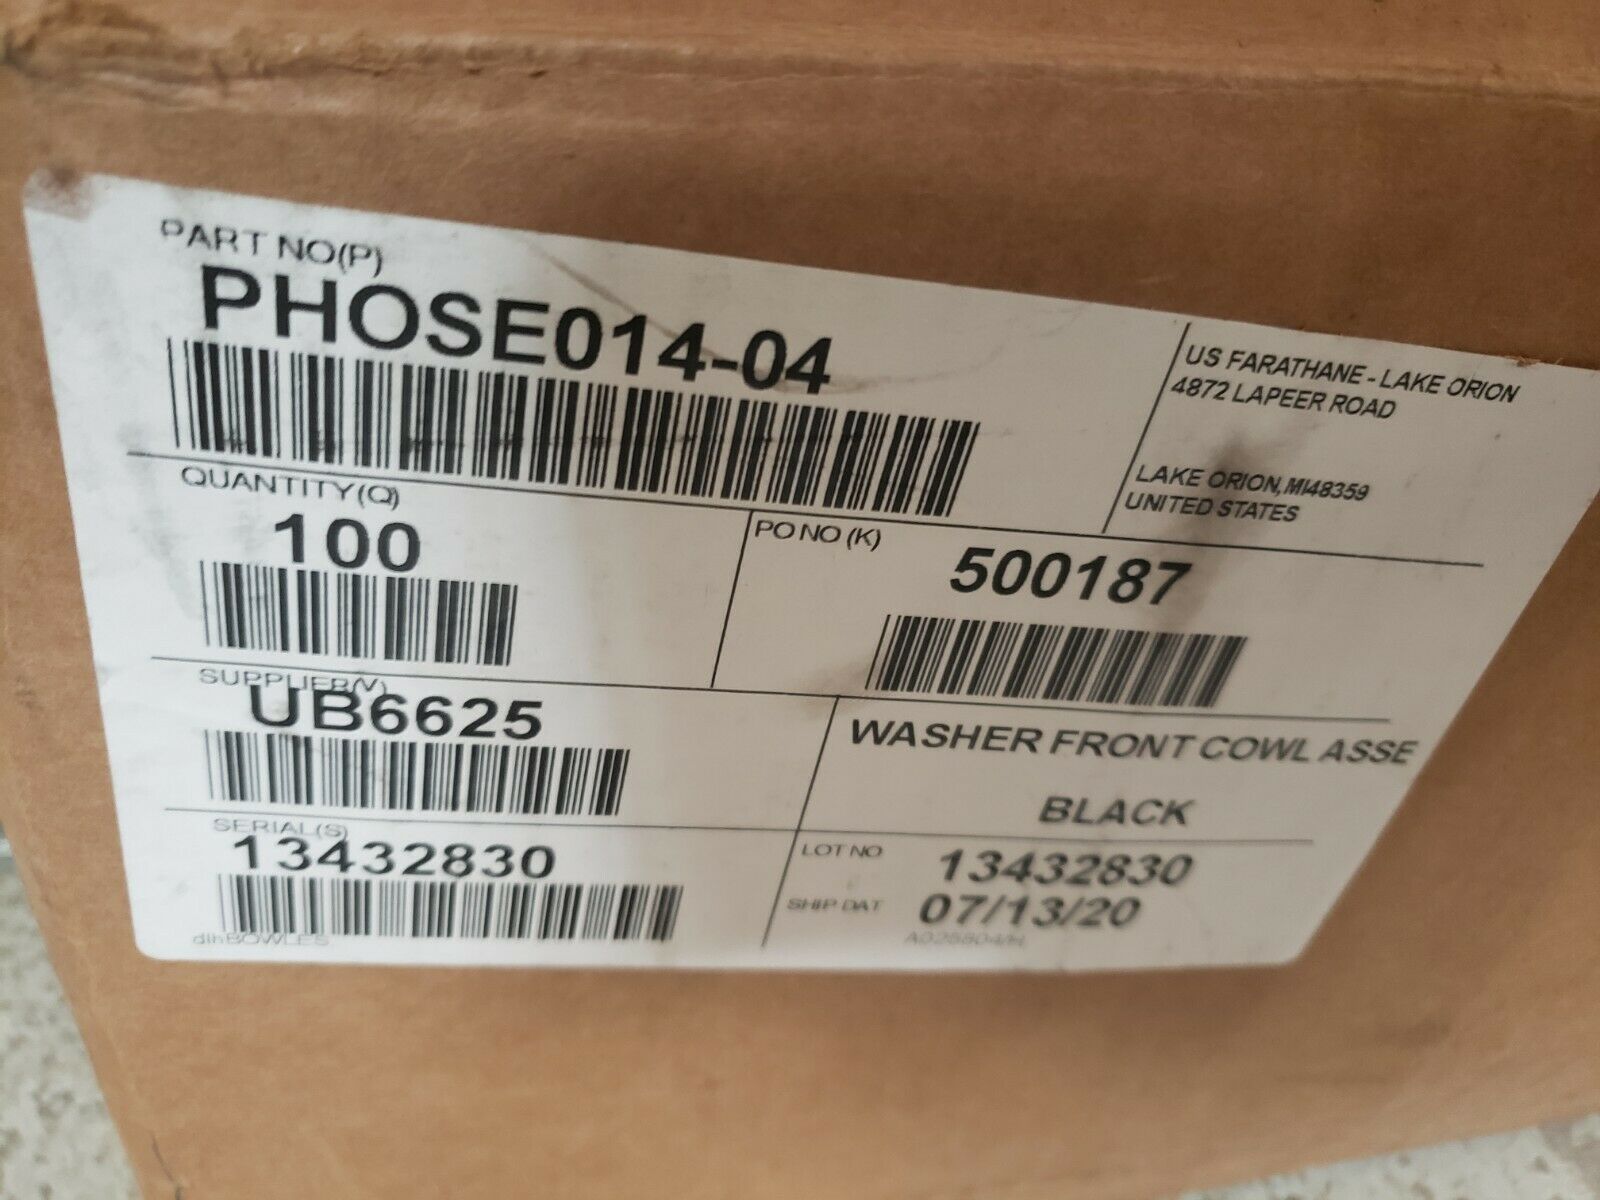 PART NO(P)
PHOSE014-04
US FARATHANE - LAKE ORION
4872 LAPEER ROAD
LAKE ORION, MI48359
UNITED STATES
QUANTITY(Q)
100
PO NO (K)
500187
SUPPLIER(V)
UB6625
WASHER FRONT COWL ASSE
BLACK
SERIAL(S)
13432830
LOT NO 13432830
SHIP DAT 07/13/20
dlhBOWLES